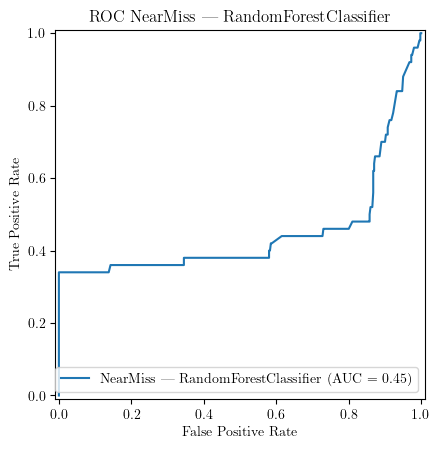 ROC NearMiss — RandomForestClassifier
1.0
0.8
0.6
0.4
0.2
0.0
True Positive Rate
NearMiss — RandomForestClassifier (AUC = 0.45)
0.0 0.2 0.4 0.6 0.8 1.0
False Positive Rate